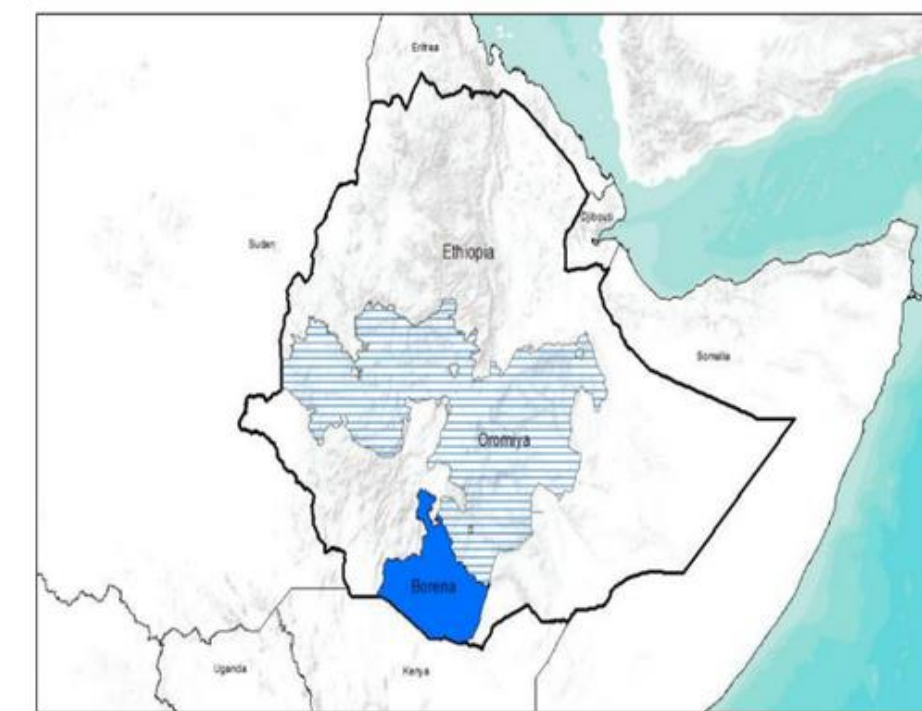 Eritrea
Djibouti
Sudan
Ethiopia
Somalia
Oromiya
Borena
Uganda
Kenya